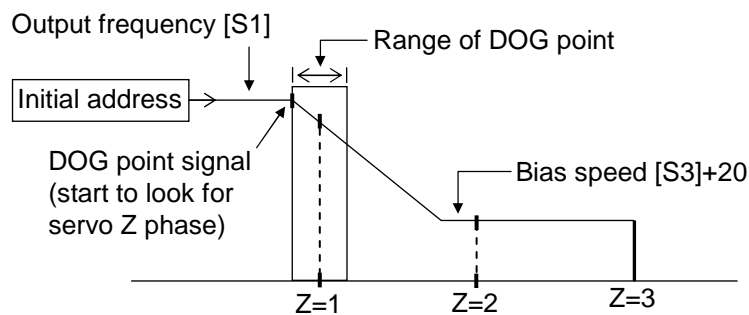 Output frequency [S1]
Range of DOG point
Initial address
DOG point signal
(start to look for
servo Z phase)
Bias speed [S3]+20
Z=1
Z=2
Z=3